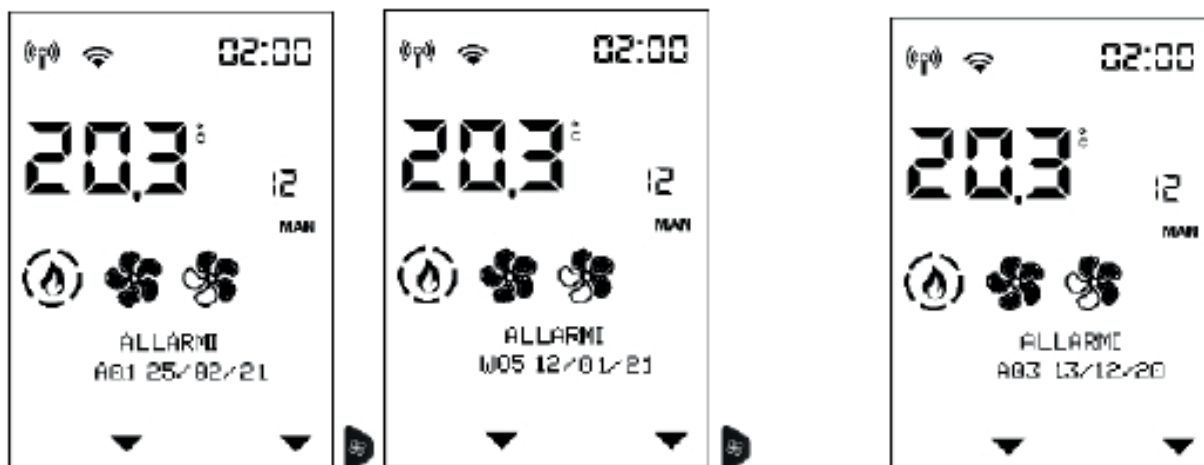 02:00
20.3 °C
12
MAN
ALLARMI
A01 25/02/21
02:00
20.3 °C
12
MAN
ALLARMI
W05 12/01/21
02:00
20.3 °C
12
MAN
ALLARMI
A03 13/12/20